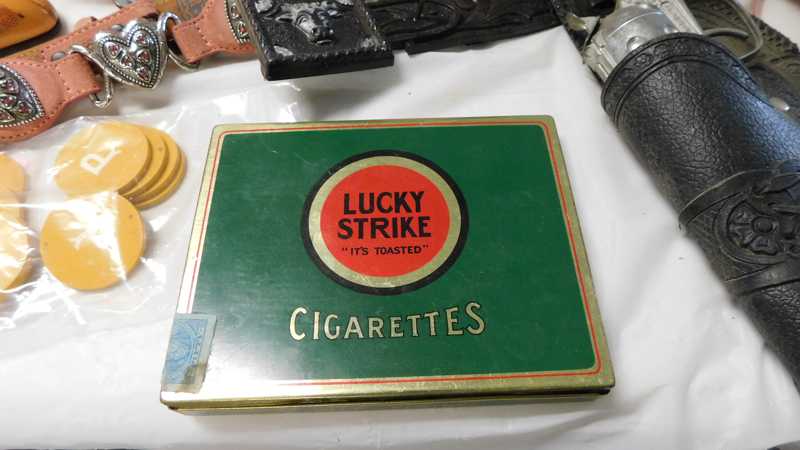 LUCKY
STRIKE
"IT'S TOASTED"
CIGARETTES
R